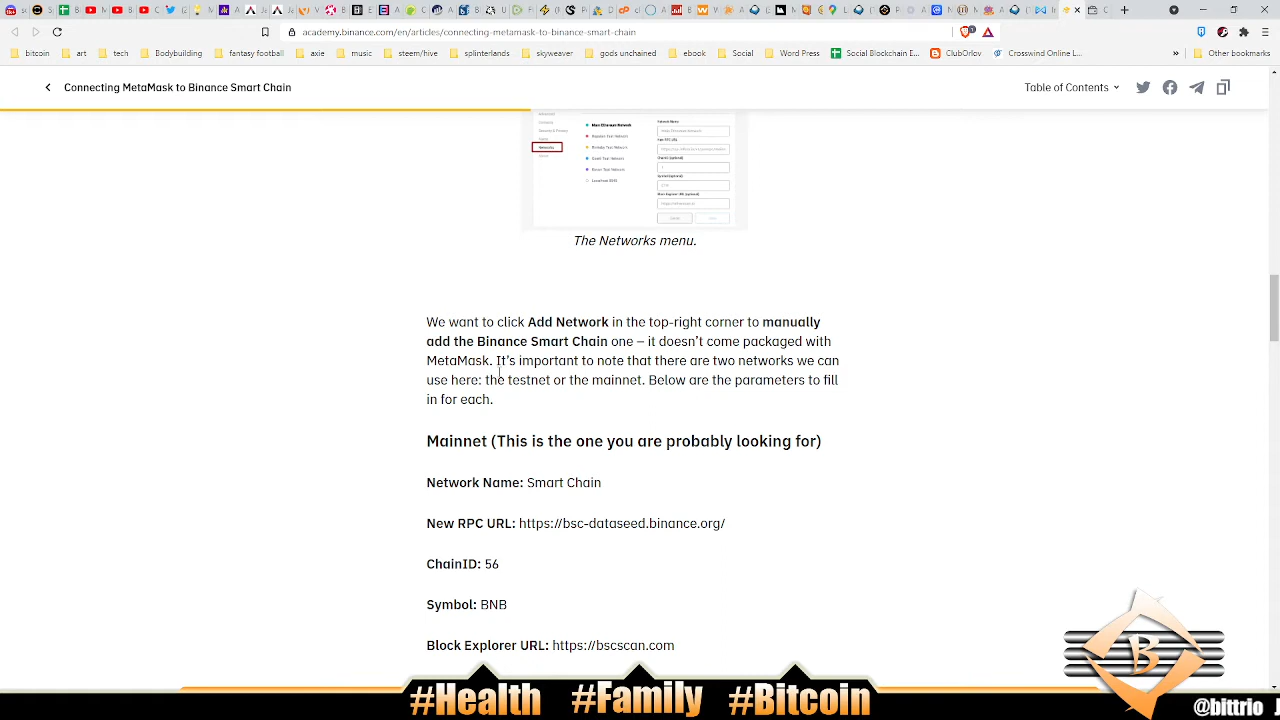 academy.binance.com/en/articles/connecting-metamask-to-binance-smart-chain
bitcoin art tech Bodybuilding fantasy football axie music steem/hive splinterlands skyweaver gods unchained ebook Social Word Press Social Blockchain E... ClubOrlov Crosswind Online L... » Other bookmarks
Connecting MetaMask to Binance Smart Chain
Table of Contents
Networks
Main Ethereum Network
The Networks menu.
We want to click Add Network in the top-right corner to manually
add the Binance Smart Chain one – it doesn't come packaged with
MetaMask. It's important to note that there are two networks we can
use here: the testnet or the mainnet. Below are the parameters to fill
in for each.
Mainnet (This is the one you are probably looking for)
Network Name: Smart Chain
New RPC URL: https://bsc-dataseed.binance.org/
ChainID: 56
Symbol: BNB
Block Explorer URL: https://bscscan.com
B
#Health #Family #Bitcoin
@bittrio